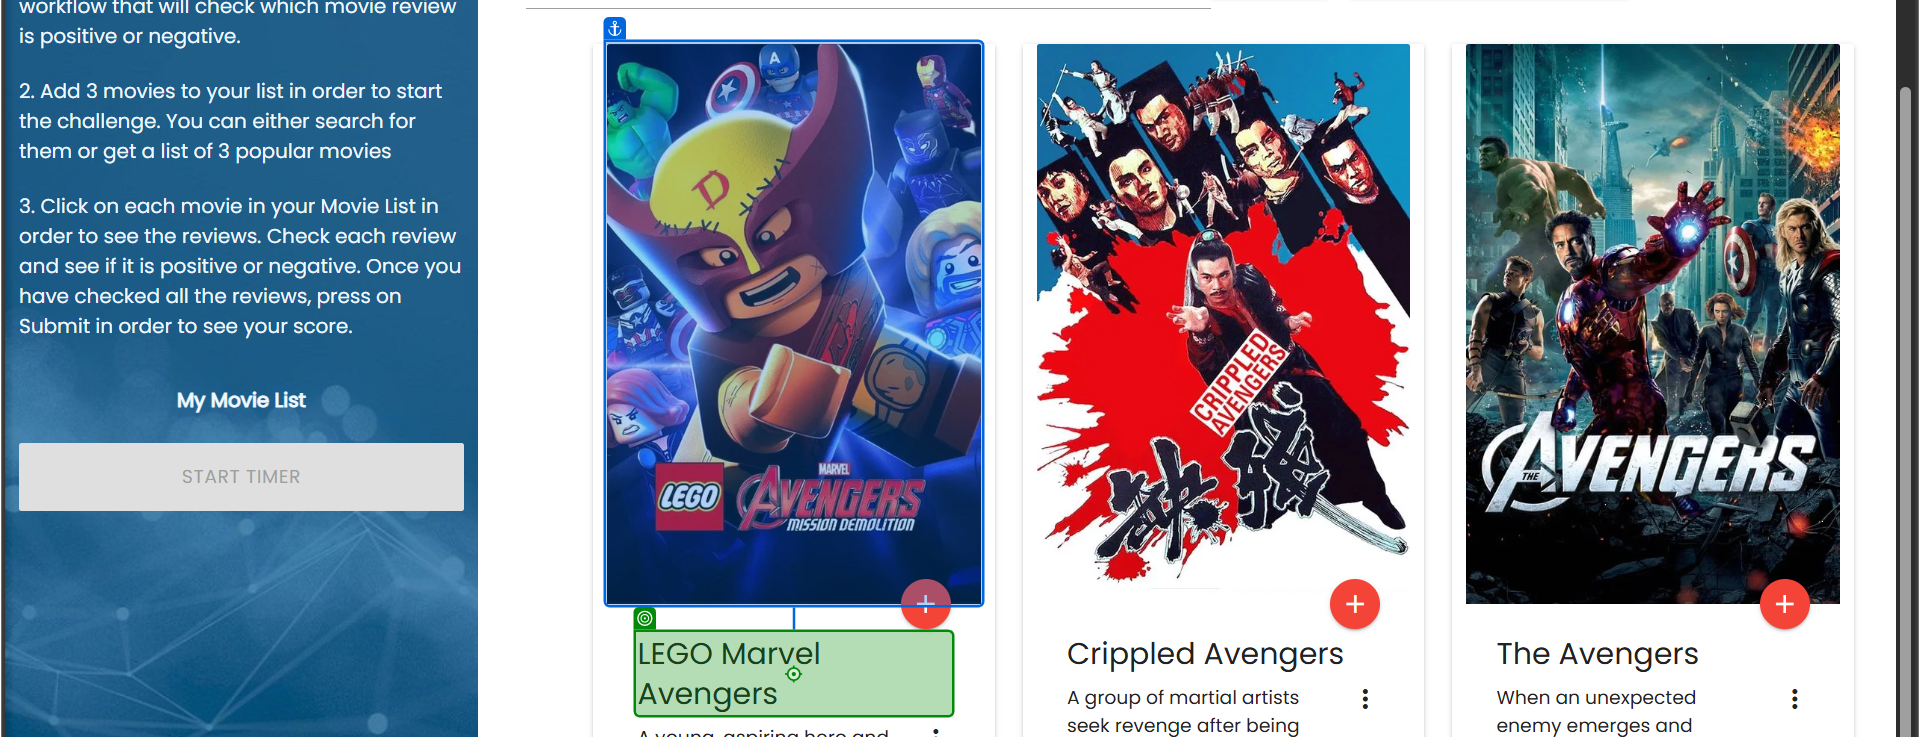 workflow that will check which movie review
is positive or negative.
2. Add 3 movies to your list in order to start
the challenge. You can either search for
them or get a list of 3 popular movies
3. Click on each movie in your Movie List in
order to see the reviews. Check each review
and see if it is positive or negative. Once you
have checked all the reviews, press on
Submit in order to see your score.
My Movie List
START TIMER
A
D
MARVEL
LEGO AVENGERS
MISSION DEMOLITION
LEGO Marvel
Avengers
A young, aspiring hero and
CRIPPLED
AVENGERS
Crippled Avengers
A group of martial artists
seek revenge after being
THE AVENGERS
The Avengers
When an unexpected
enemy emerges and